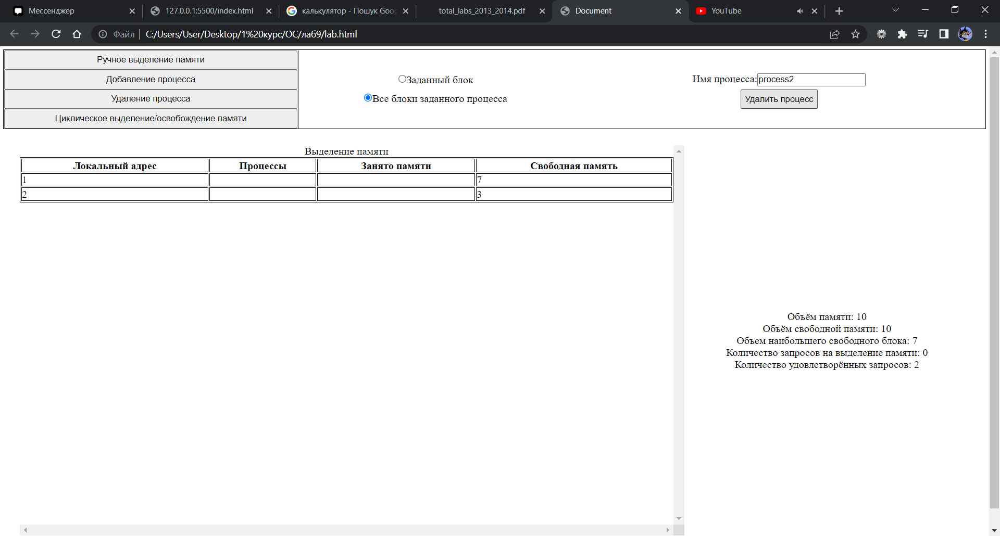 Мессенджер
127.0.0.1:5500/index.html
калькулятор - Пошук Goo
total_labs_2013_2014.pdf
Document
YouTube
Файл
C:/Users/User/Desktop/1%20курс/ОС/ла69/lab.html
Ручное выделение памяти
Добавление процесса
Удаление процесса
Циклическое выделение/освобождение памяти
Заданный блок
Все блоки заданного процесса
Имя процесса: process2
Удалить процесс
Выделение памяти
Локальный адрес Процессы Занято памяти Свободная память
1 7
2 3
Объём памяти: 10
Объём свободной памяти: 10
Объем наибольшего свободного блока: 7
Количество запросов на выделение памяти: 0
Количество удовлетворённых запросов: 2